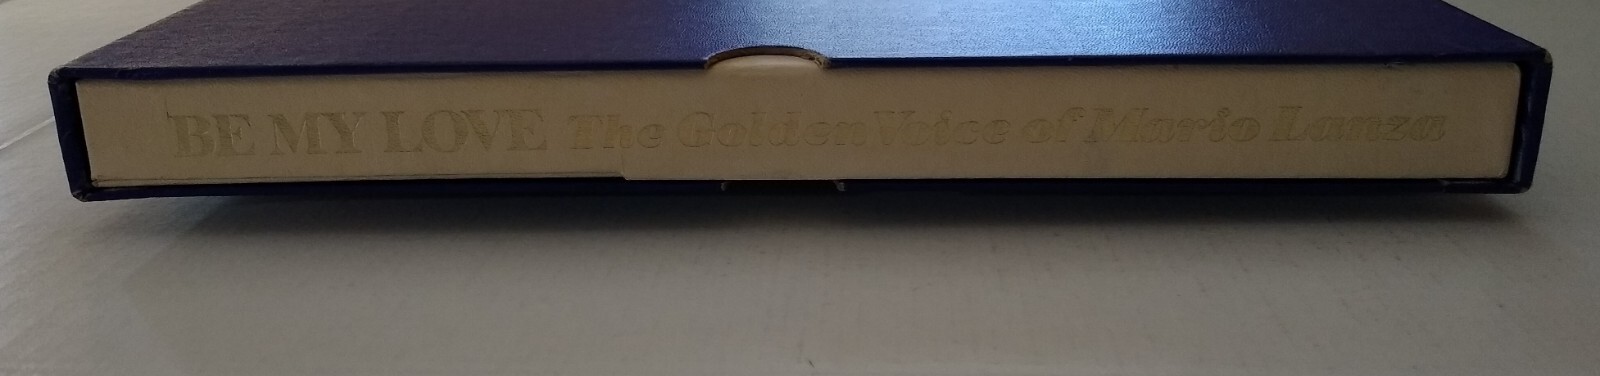 BE MY LOVE The Golden Voice of Mario Lanza